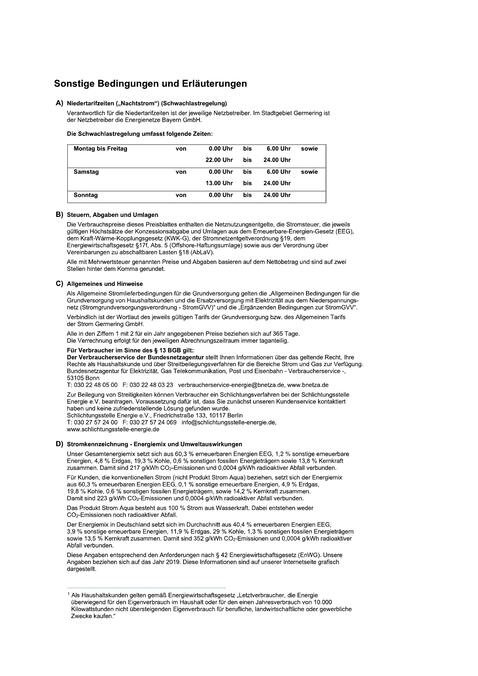 Sonstige Bedingungen und Erläuterungen
A) Niedertarifzeiten („Nachtstrom“) (Schwachlastregelung)
Verantwortlich für die Niedertarifzeiten ist der jeweilige Netzbetreiber. Im Stadtgebiet Germering ist
der Netzbetreiber die Energienetze Bayern GmbH.
Die Schwachlastregelung umfasst folgende Zeiten:
Montag bis Freitag von 0.00 Uhr bis 6.00 Uhr sowie
22.00 Uhr bis 24.00 Uhr
Samstag von 0.00 Uhr bis 6.00 Uhr sowie
13.00 Uhr bis 24.00 Uhr
Sonntag von 0.00 Uhr bis 24.00 Uhr
B) Steuern, Abgaben und Umlagen
Die Verbrauchspreise dieses Preisblattes enthalten die Netznutzungsentgelte, die Stromsteuer, die jeweils
gültigen Höchstsätze der Konzessionsabgabe und Umlagen aus dem Erneuerbare-Energien-Gesetz (EEG),
dem Kraft-Wärme-Kopplungsgesetz (KWK-G), der Stromnetzentgeltverordnung §19, dem
Energiewirtschaftsgesetz §17f, Abs. 5 (Offshore-Haftungsumlage) sowie aus der Verordnung über
Vereinbarungen zu abschaltbaren Lasten §18 (AbLaV).
Alle mit Mehrwertsteuer genannten Preise und Abgaben basieren auf dem Nettobetrag und sind auf zwei
Stellen hinter dem Komma gerundet.
C) Allgemeines und Hinweise
Als Allgemeine Stromlieferbedingungen für die Grundversorgung gelten die „Allgemeinen Bedingungen für die
Grundversorgung von Haushaltskunden und die Ersatzversorgung mit Elektrizität aus dem Niederspannungs-
netz (Stromgrundversorgungsverordnung - StromGVV)“ und die „Ergänzenden Bedingungen zur StromGVV“.
Verbindlich ist der Wortlaut des jeweils gültigen Tarifs der Grundversorgung bzw. des Allgemeinen Tarifs
der Strom Germering GmbH.
Alle in den Ziffern 1 mit 2 für ein Jahr angegebenen Preise beziehen sich auf 365 Tage.
Die Verrechnung erfolgt für den jeweiligen Abrechnungszeitraum immer taganteilig.
Für Verbraucher im Sinne des § 13 BGB gilt:
Der Verbraucherservice der Bundesnetzagentur stellt Ihnen Informationen über das geltende Recht, Ihre
Rechte als Haushaltskunde und über Streitbeilegungsverfahren für die Bereiche Strom und Gas zur Verfügung.
Bundesnetzagentur für Elektrizität, Gas Telekommunikation, Post und Eisenbahn - Verbraucherservice -,
53105 Bonn
T: 030 22 48 05 00 F: 030 22 48 03 23 verbraucherservice-energie@bnetza.de, www.bnetza.de
Zur Beilegung von Streitigkeiten können Verbraucher ein Schlichtungsverfahren bei der Schlichtungsstelle
Energie e.V. beantragen. Voraussetzung dafür ist, dass Sie zunächst unseren Kundenservice kontaktiert
haben und keine zufriedenstellende Lösung gefunden wurde.
Schlichtungsstelle Energie e.V., Friedrichstraße 133, 10117 Berlin
T: 030 27 57 24 00 F: 030 27 57 24 069 info@schlichtungsstelle-energie.de,
www.schlichtungsstelle-energie.de
D) Stromkennzeichnung - Energiemix und Umweltauswirkungen
Unser Gesamtenergiemix setzt sich aus 60,3 % erneuerbaren Energien EEG, 1,2 % sonstige erneuerbare
Energien, 4,8 % Erdgas, 19,3 % Kohle, 0,6 % sonstigen fossilen Energieträgern sowie 13,8 % Kernkraft
zusammen. Damit sind 217 g/kWh CO₂-Emissionen und 0,0004 g/kWh radioaktiver Abfall verbunden.
Für Kunden, die konventionellen Strom (nicht Produkt Strom Aqua) beziehen, setzt sich der Energiemix
aus 60,3 % erneuerbaren Energien EEG, 0,1 % sonstige erneuerbare Energien, 4,9 % Erdgas,
19,8 % Kohle, 0,6 % sonstigen fossilen Energieträgern, sowie 14,2 % Kernkraft zusammen.
Damit sind 223 g/kWh CO₂-Emissionen und 0,0004 g/kWh radioaktiver Abfall verbunden.
Das Produkt Strom Aqua besteht aus 100 % Strom aus Wasserkraft. Dabei entstehen weder
CO₂-Emissionen noch radioaktiver Abfall.
Der Energiemix in Deutschland setzt sich im Durchschnitt aus 40,4 % erneuerbaren Energien EEG,
3,9 % sonstige erneuerbare Energien, 11,9 % Erdgas, 29 % Kohle, 1,3 % sonstigen fossilen Energieträgern
sowie 13,5 % Kernkraft zusammen. Damit sind 352 g/kWh CO₂-Emissionen und 0,0004 g/kWh radioaktiver
Abfall verbunden.
Diese Angaben entsprechend den Anforderungen nach § 42 Energiewirtschaftsgesetz (EnWG). Unsere
Angaben beziehen sich auf das Jahr 2019. Diese Informationen sind auf unserer Internetseite grafisch
dargestellt.
¹ Als Haushaltskunden gelten gemäß Energiewirtschaftsgesetz „Letztverbraucher, die Energie
überwiegend für den Eigenverbrauch im Haushalt oder für den einen Jahresverbrauch von 10.000
Kilowattstunden nicht übersteigenden Eigenverbrauch für berufliche, landwirtschaftliche oder gewerbliche
Zwecke kaufen.“